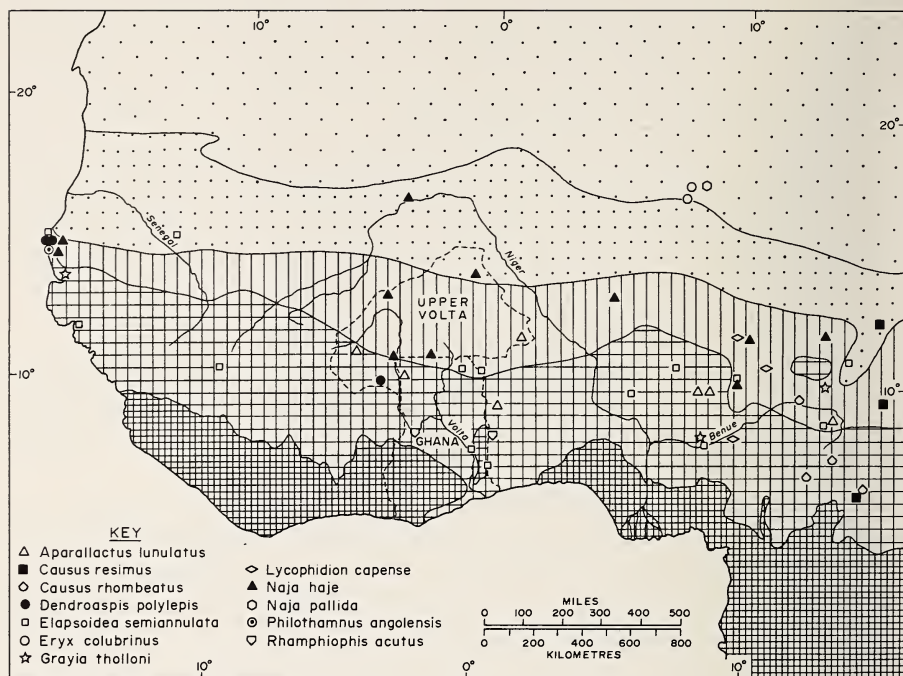 10° 0° 10°
20° 20°
Senegal
Niger
UPPER
VOLTA
10° 10°
Volta
GHANA
Benue
KEY
Aparallactus lunulatus
Causus resimus
Causus rhombeatus
Dendroaspis polylepis
Elapsoidea semiannulata
Eryx colubrinus
Grayia tholloni
Lycophidion capense
Naja haje
Naja pallida
Philothamnus angolensis
Rhamphiophis acutus
MILES
0 100 200 300 400 500
0 200 400 600 800
KILOMETRES
10° 0° 10°